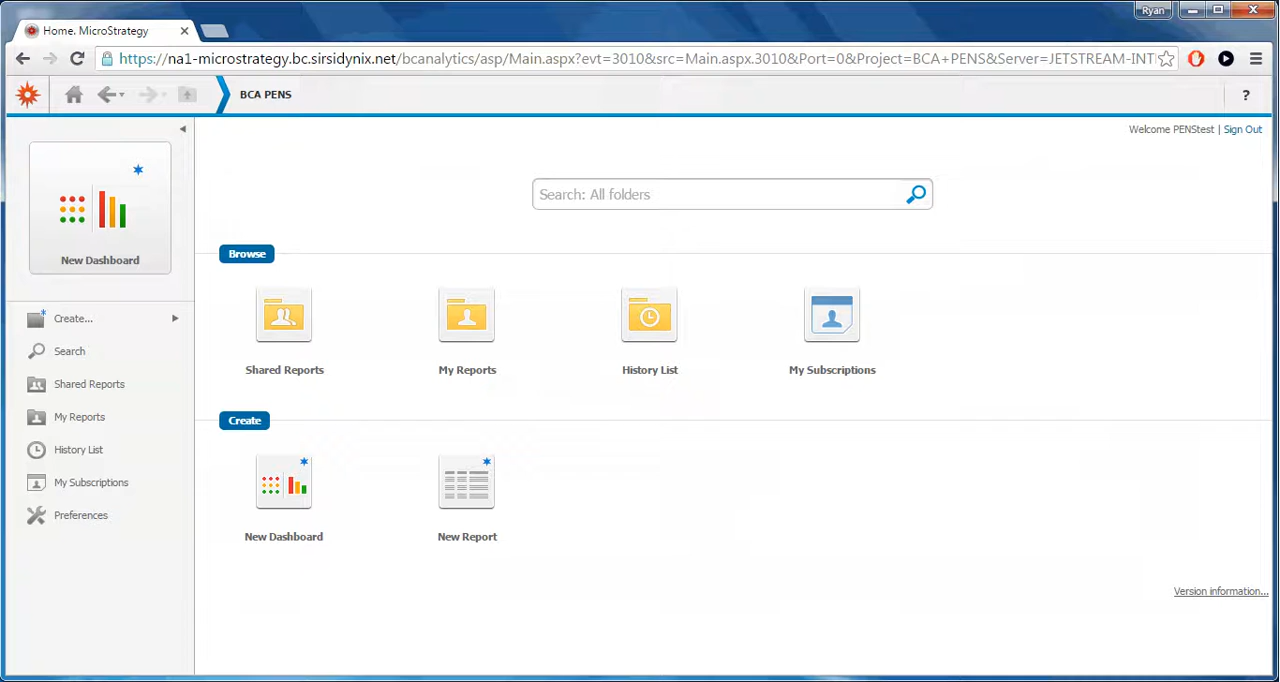 Ryan
Home. MicroStrategy
https://na1-microstrategy.bc.sirsidynix.net/bcanalytics/asp/Main.aspx?evt=3010&src=Main.aspx.3010&Port=0&Project=BCA+PENS&Server=JETSTREAM-INT
BCA PENS
?
Welcome PENStest | Sign Out
New Dashboard
Search: All folders
Browse
Shared Reports
My Reports
History List
My Subscriptions
Create
New Dashboard
New Report
Create...
Search
Shared Reports
My Reports
History List
My Subscriptions
Preferences
Version information...